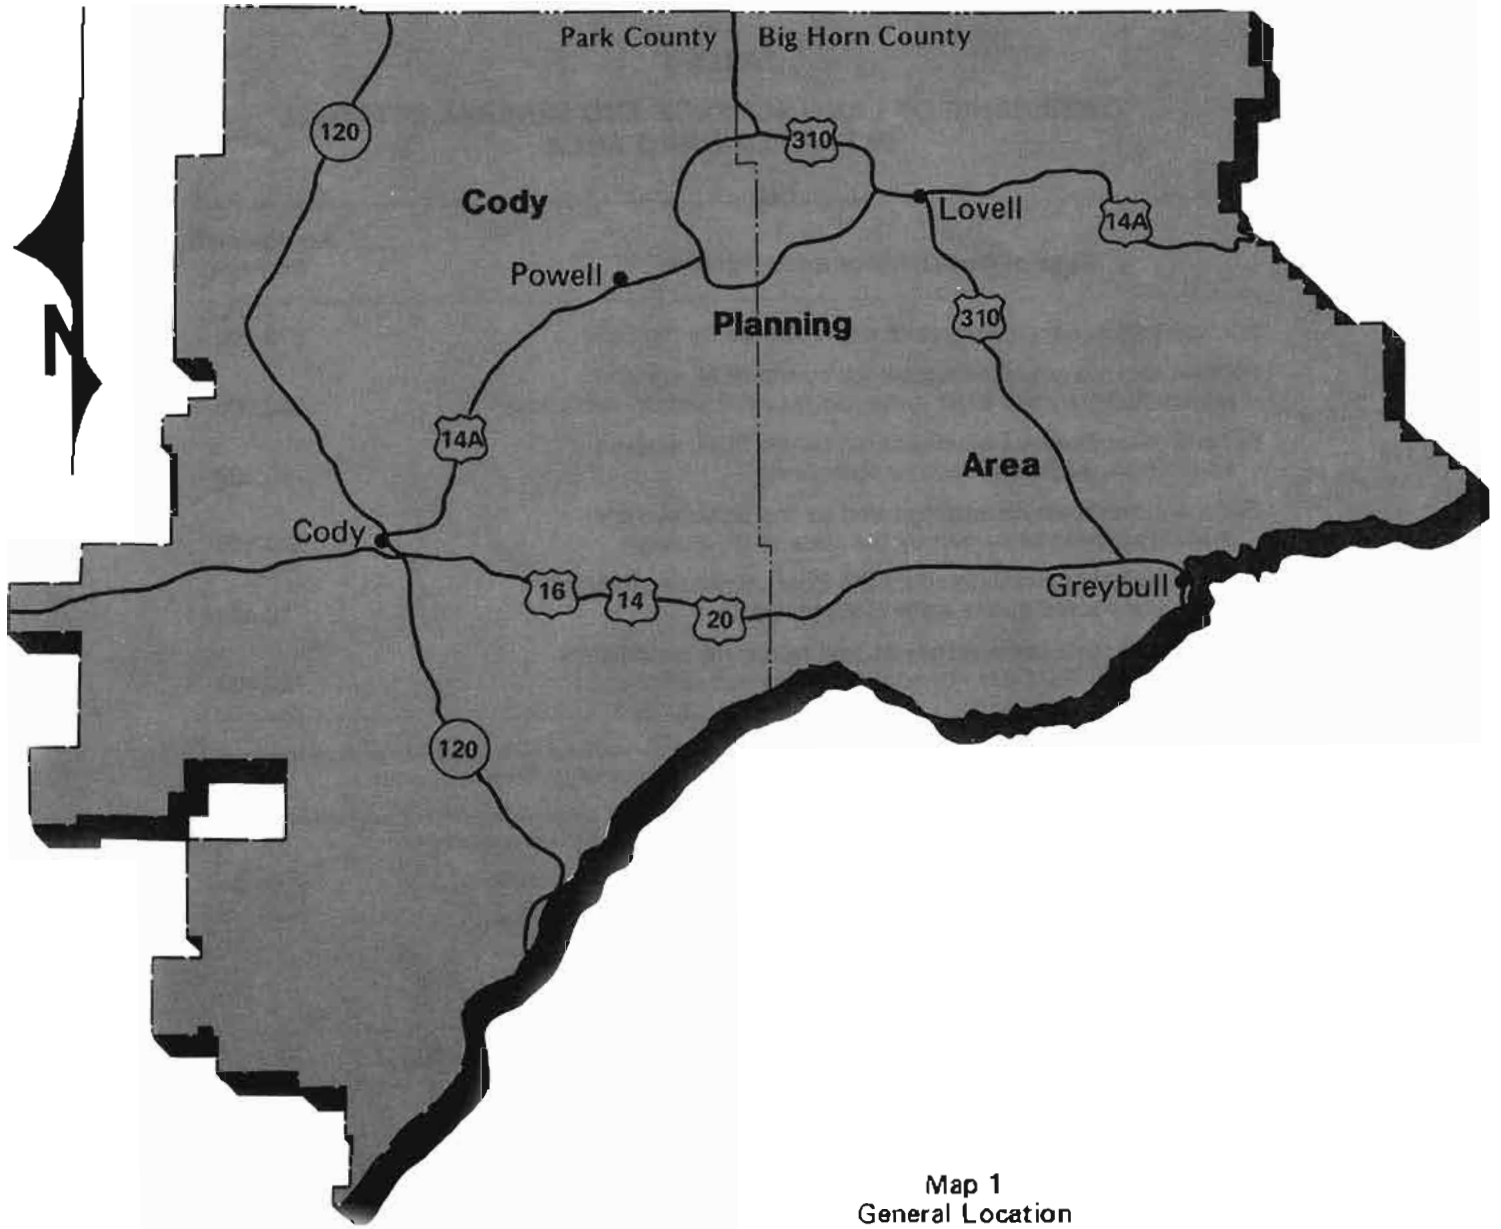 Park County
Big Horn County
120
310
Cody
Lovell
14A
Powell
N
Planning
310
14A
Area
Cody
16
14
20
Greybull
120
Map 1
General Location